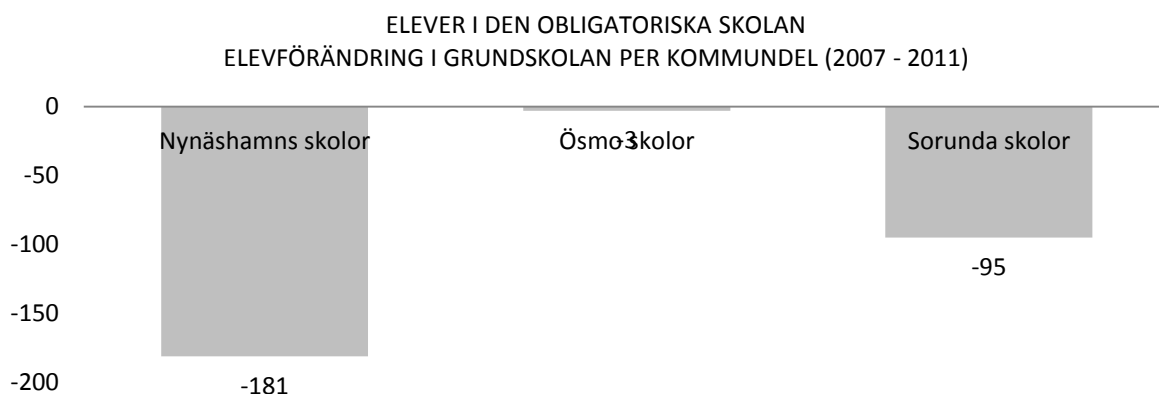 ELEVER I DEN OBLIGATORISKA SKOLAN
ELEVFÖRÄNDRING I GRUNDSKOLAN PER KOMMUNDEL (2007 - 2011)
0
Nynäshamns skolor
Ösmo skolor
-3
Sorunda skolor
-50
-100
-95
-150
-200
-181